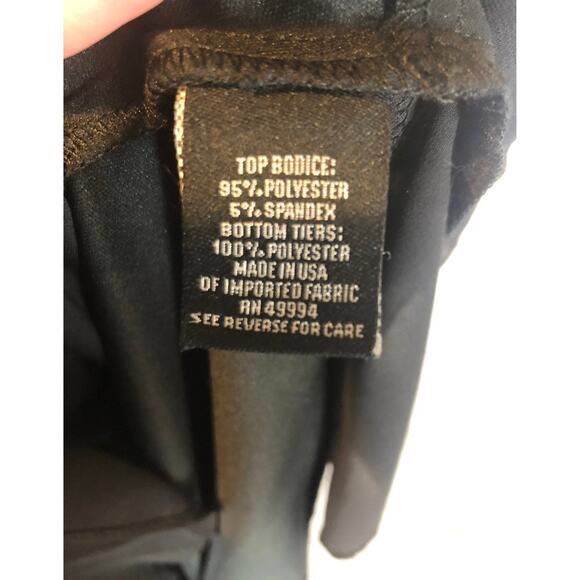 TOP BODICE:
95% POLYESTER
5% SPANDEX
BOTTOM TIERS:
100% POLYESTER
MADE IN USA
OF IMPORTED FABRIC
RN 49994
SEE REVERSE FOR CARE